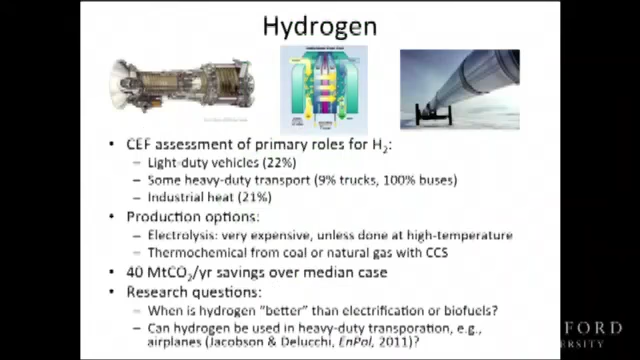 Hydrogen
• CEF assessment of primary roles for H2:
– Light-duty vehicles (22%)
– Some heavy-duty transport (9% trucks, 100% buses)
– Industrial heat (21%)
• Production options:
– Electrolysis: very expensive, unless done at high-temperature
– Thermochemical from coal or natural gas with CCS
• 40 MtCO2/yr savings over median case
• Research questions:
– When is hydrogen “better” than electrification or biofuels?
– Can hydrogen be used in heavy-duty transporation, e.g.,
airplanes (Jacobson & Delucchi, EnPol, 2011)?
FORD
ERSITY